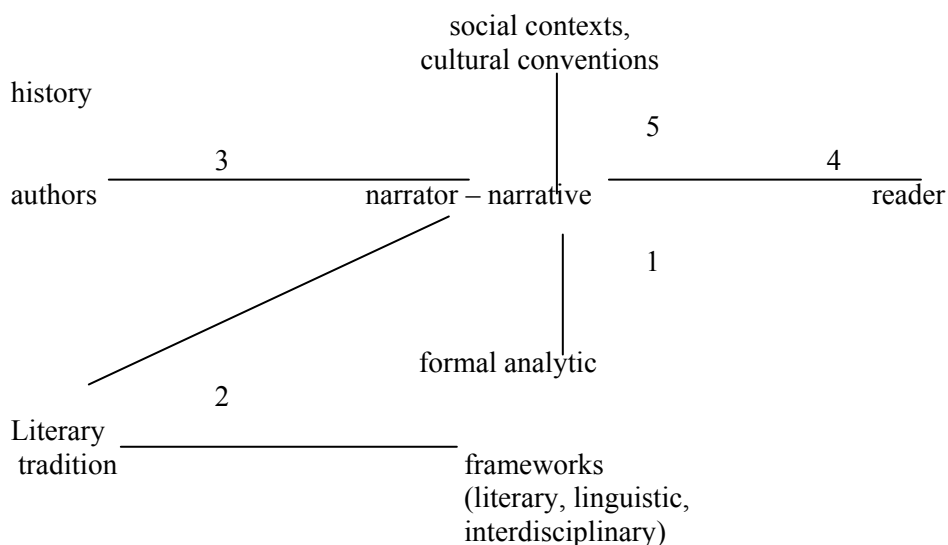 social contexts,
cultural conventions
history
5
3
4
authors
narrator – narrative
reader
1
formal analytic
2
Literary
tradition
frameworks
(literary, linguistic,
interdisciplinary)